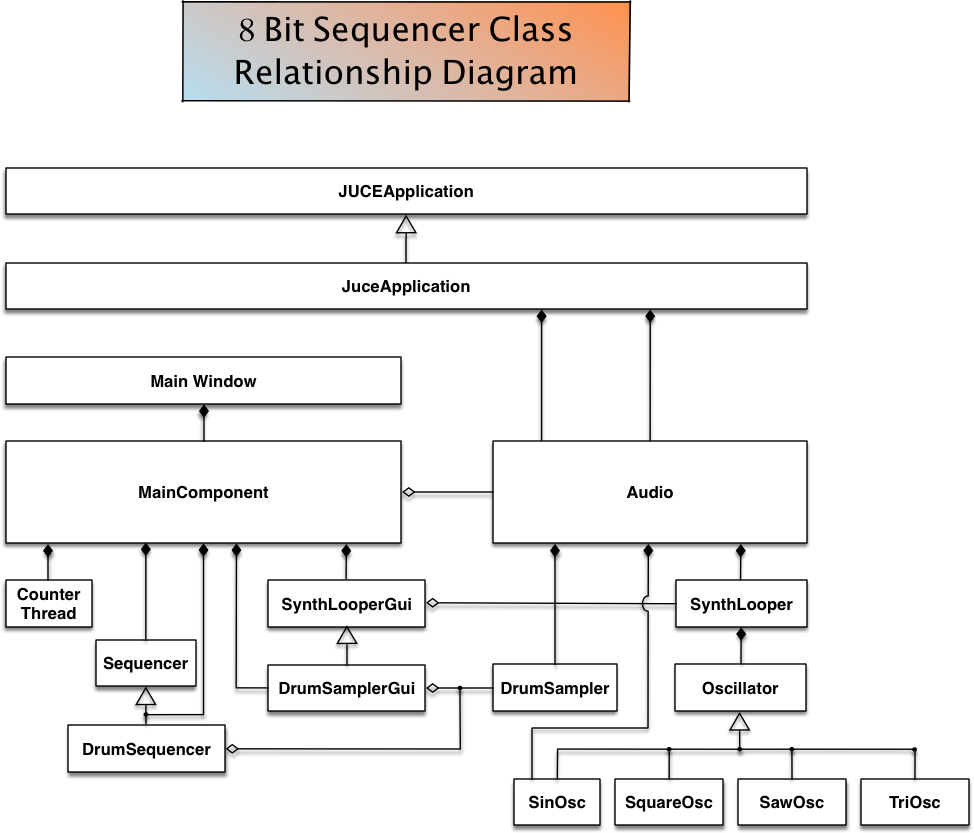 8 Bit Sequencer Class
Relationship Diagram
JUCEApplication
JuceApplication
Main Window
MainComponent
Audio
Counter
Thread
SynthLooperGui
SynthLooper
Sequencer
DrumSamplerGui
DrumSampler
Oscillator
DrumSequencer
SinOsc
SquareOsc
SawOsc
TriOsc